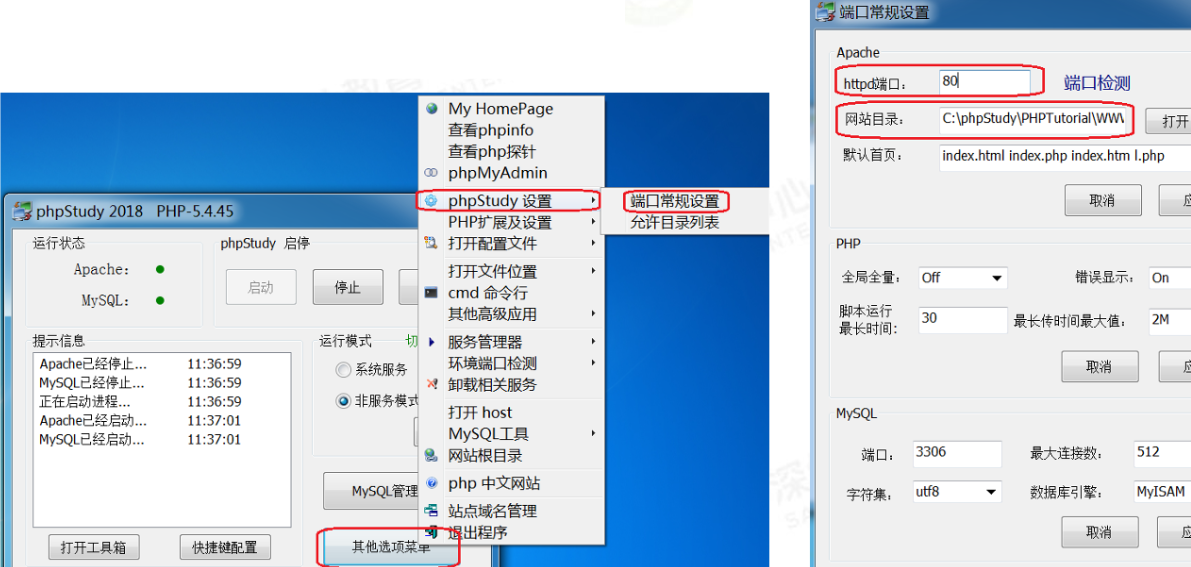 phpStudy 2018 PHP-5.4.45
运行状态
Apache:
MySQL:
phpStudy 启停
启动
停止
提示信息
Apache已经停止... 11:36:59
MySQL已经停止... 11:36:59
正在启动进程... 11:36:59
Apache已经启动... 11:37:01
MySQL已经启动... 11:37:01
运行模式 切
系统服务
非服务模式
MySQL管理
打开工具箱
快捷键配置
其他选项菜单
My HomePage
查看phpinfo
查看php探针
phpMyAdmin
phpStudy 设置
PHP扩展及设置
打开配置文件
打开文件位置
cmd 命令行
其他高级应用
服务管理器
环境端口检测
卸载相关服务
打开 host
MySQL工具
网站根目录
php 中文网站
站点域名管理
退出程序
端口常规设置
允许目录列表
端口常规设置
Apache
httpd端口: 80 端口检测
网站目录: C:\phpStudy\PHPTutorial\WW 打开
默认首页: index.html index.php index.htm l.php
取消
PHP
全局全量: Off 错误显示: On
脚本运行
最长时间: 30 最长传时间最大值: 2M
取消
MySQL
端口: 3306 最大连接数: 512
字符集: utf8 数据库引擎: MyISAM
取消